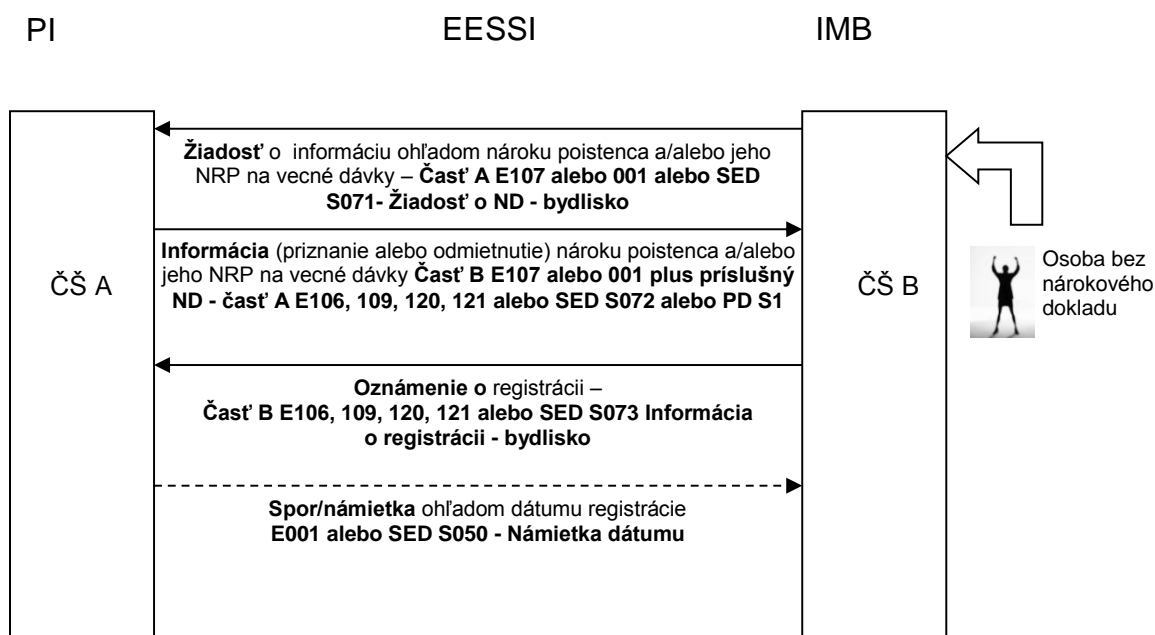 PI
EESSI
IMB
Žiadosť o informáciu ohľadom nároku poistenca a/alebo jeho
NRP na vecné dávky – Časť A E107 alebo 001 alebo SED
S071- Žiadosť o ND - bydlisko
Informácia (priznanie alebo odmietnutie) nároku poistenca a/alebo
jeho NRP na vecné dávky Časť B E107 alebo 001 plus príslušný
ND - časť A E106, 109, 120, 121 alebo SED S072 alebo PD S1
ČŠ A
ČŠ B
Osoba bez
nárokového
dokladu
Oznámenie o registrácii –
Časť B E106, 109, 120, 121 alebo SED S073 Informácia
o registrácii - bydlisko
Spor/námietka ohľadom dátumu registrácie
E001 alebo SED S050 - Námietka dátumu